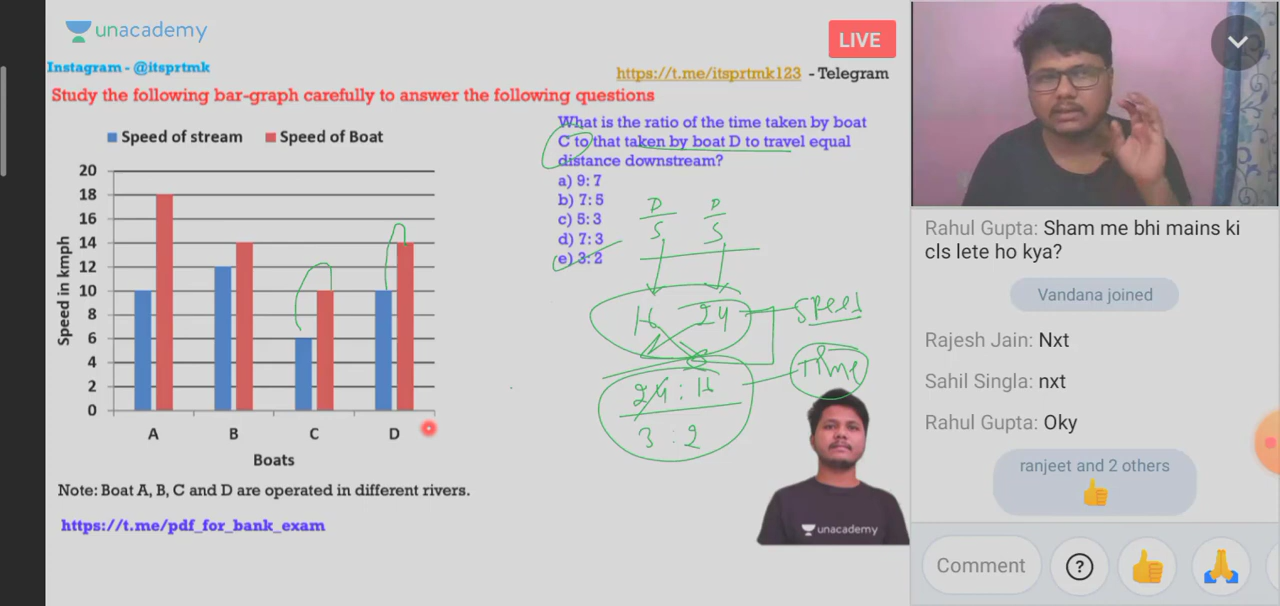 unacademy
LIVE
Instagram - @itsprtmk
https://t.me/itsprtmk123 - Telegram
Study the following bar-graph carefully to answer the following questions
Speed of stream
Speed of Boat
Speed in kmph
20
18
16
14
12
10
8
6
4
2
0
A
B
C
D
Boats
Note: Boat A, B, C and D are operated in different rivers.
https://t.me/pdf_for_bank_exam
What is the ratio of the time taken by boat
C to that taken by boat D to travel equal
distance downstream?
a) 9: 7
b) 7: 5
c) 5: 3
d) 7: 3
e) 3: 2
D D
S S
16 24
speed
24 : 16
Time
3 : 2
unacademy
Rahul Gupta: Sham me bhi mains ki
cls lete ho kya?
Vandana joined
Rajesh Jain: Nxt
Sahil Singla: nxt
Rahul Gupta: Oky
ranjeet and 2 others
Comment
?